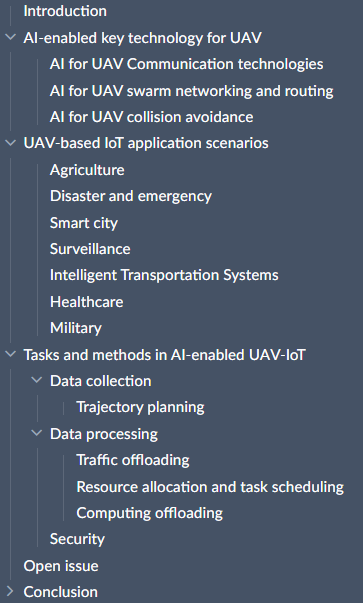 Introduction
AI-enabled key technology for UAV
AI for UAV Communication technologies
AI for UAV swarm networking and routing
AI for UAV collision avoidance
UAV-based IoT application scenarios
Agriculture
Disaster and emergency
Smart city
Surveillance
Intelligent Transportation Systems
Healthcare
Military
Tasks and methods in AI-enabled UAV-IoT
Data collection
Trajectory planning
Data processing
Traffic offloading
Resource allocation and task scheduling
Computing offloading
Security
Open issue
Conclusion